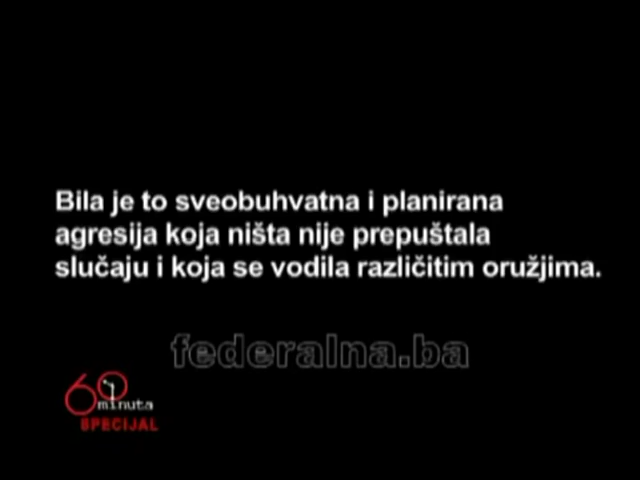 Bila je to sveobuhvatna i planirana
agresija koja ništa nije prepuštala
slučaju i koja se vodila različitim oružjima.
federalna.ba
60
minuta
SPECIJAL